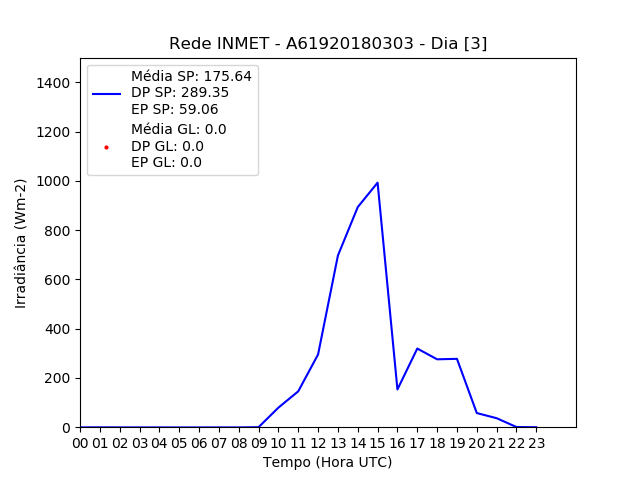 Rede INMET - A61920180303 - Dia [3]
Média SP: 175.64
DP SP: 289.35
EP SP: 59.06
Média GL: 0.0
DP GL: 0.0
EP GL: 0.0
Irradiância (Wm-2)
1400
1200
1000
800
600
400
200
0
00 01 02 03 04 05 06 07 08 09 10 11 12 13 14 15 16 17 18 19 20 21 22 23
Tempo (Hora UTC)